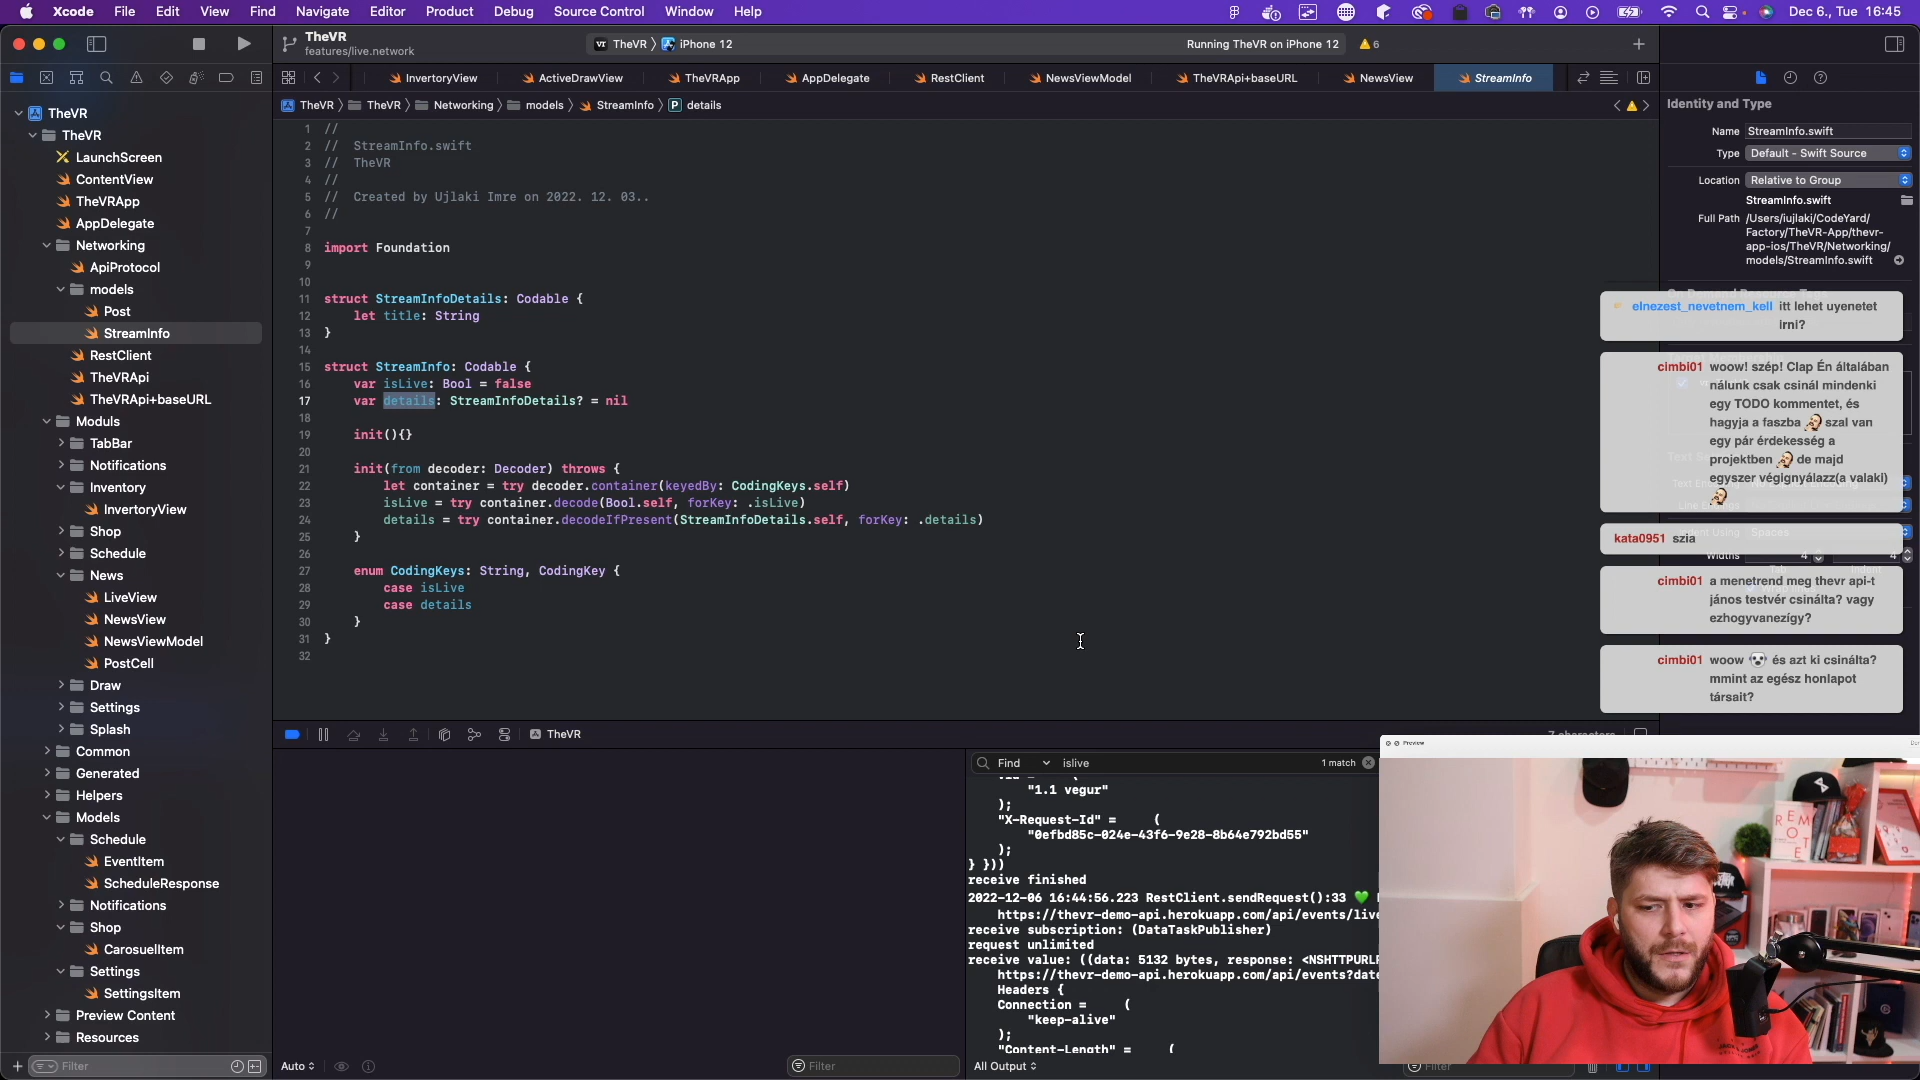 Xcode File Edit View Find Navigate Editor Product Debug Source Control Window Help
Dec 6., Tue 16:45
TheVR
features/live.network
TheVR 〉 iPhone 12
Running TheVR on iPhone 12
6
InvertoryView ActiveDrawView TheVRApp AppDelegate RestClient NewsViewModel TheVRApi+baseURL NewsView StreamInfo
TheVR 〉 TheVR 〉 Networking 〉 models 〉 StreamInfo 〉 P details
TheVR
TheVR
LaunchScreen
ContentView
TheVRApp
AppDelegate
Networking
ApiProtocol
models
Post
StreamInfo
RestClient
TheVRApi
TheVRApi+baseURL
Moduls
TabBar
Notifications
Inventory
InvertoryView
Shop
Schedule
News
LiveView
NewsView
NewsViewModel
PostCell
Draw
Settings
Splash
Common
Generated
Helpers
Models
Schedule
EventItem
ScheduleResponse
Notifications
Shop
CarosuelItem
Settings
SettingsItem
Preview Content
Resources
Filter
1 //
2 // StreamInfo.swift
3 // TheVR
4 //
5 // Created by Ujlaki Imre on 2022. 12. 03..
6 //
7
8 import Foundation
9
10
11 struct StreamInfoDetails: Codable {
12 let title: String
13 }
14
15 struct StreamInfo: Codable {
16 var isLive: Bool = false
17 var details: StreamInfoDetails? = nil
18
19 init(){}
20
21 init(from decoder: Decoder) throws {
22 let container = try decoder.container(keyedBy: CodingKeys.self)
23 isLive = try container.decode(Bool.self, forKey: .isLive)
24 details = try container.decodeIfPresent(StreamInfoDetails.self, forKey: .details)
25 }
26
27 enum CodingKeys: String, CodingKey {
28 case isLive
29 case details
30 }
31 }
32
TheVR
Auto
Filter
Find islive 1 match
"1.1 vegur"
);
"X-Request-Id" = (
"0efbd85c-024e-43f6-9e28-8b64e792bd55"
);
} }))
receive finished
2022-12-06 16:44:56.223 RestClient.sendRequest():33 💚
https://thevr-demo-api.herokuapp.com/api/events/live
receive subscription: (DataTaskPublisher)
request unlimited
receive value: ((data: 5132 bytes, response: <NSHTTPURLR
https://thevr-demo-api.herokuapp.com/api/events?date
Headers {
Connection = (
"keep-alive"
);
"Content-Length" = (
All Output
Filter
Identity and Type
Name StreamInfo.swift
Type Default - Swift Source
Location Relative to Group
StreamInfo.swift
Full Path /Users/iujlaki/CodeYard/
Factory/TheVR-App/thevr-
app-ios/TheVR/Networking/
models/StreamInfo.swift
elnezest_nevetnem_kell itt lehet uyenetet
irni?
cimbi01 woow! szép! Clap Én általában
nálunk csak csinál mindenki
egy TODO kommentet, és
hagyja a faszba szal van
egy pár érdekesség a
projektben de majd
egyszer végignyálazz(a valaki)
kata0951 szia
Widths 4 4
cimbi01 a menetrend meg thevr api-t
jános testvér csinálta? vagy
ezhogyvanezígy?
cimbi01 woow és azt ki csinálta?
mmint az egész honlapot
társait?
Preview
REMOTE